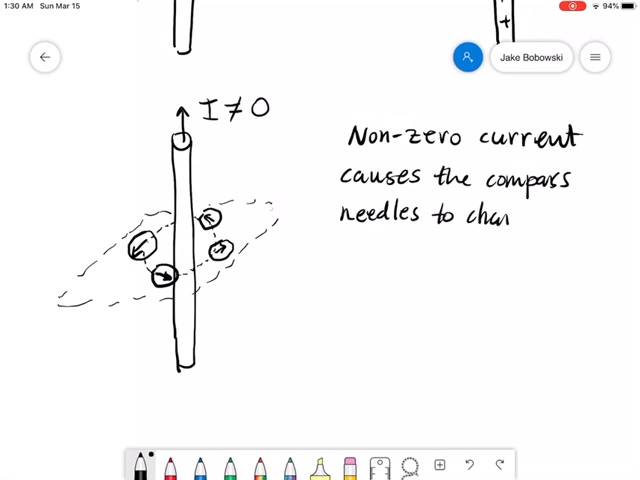 1:30 AM Sun Mar 15
94%
+
Jake Bobowski
I ≠ 0
Non-zero current
causes the compass
needles to chan